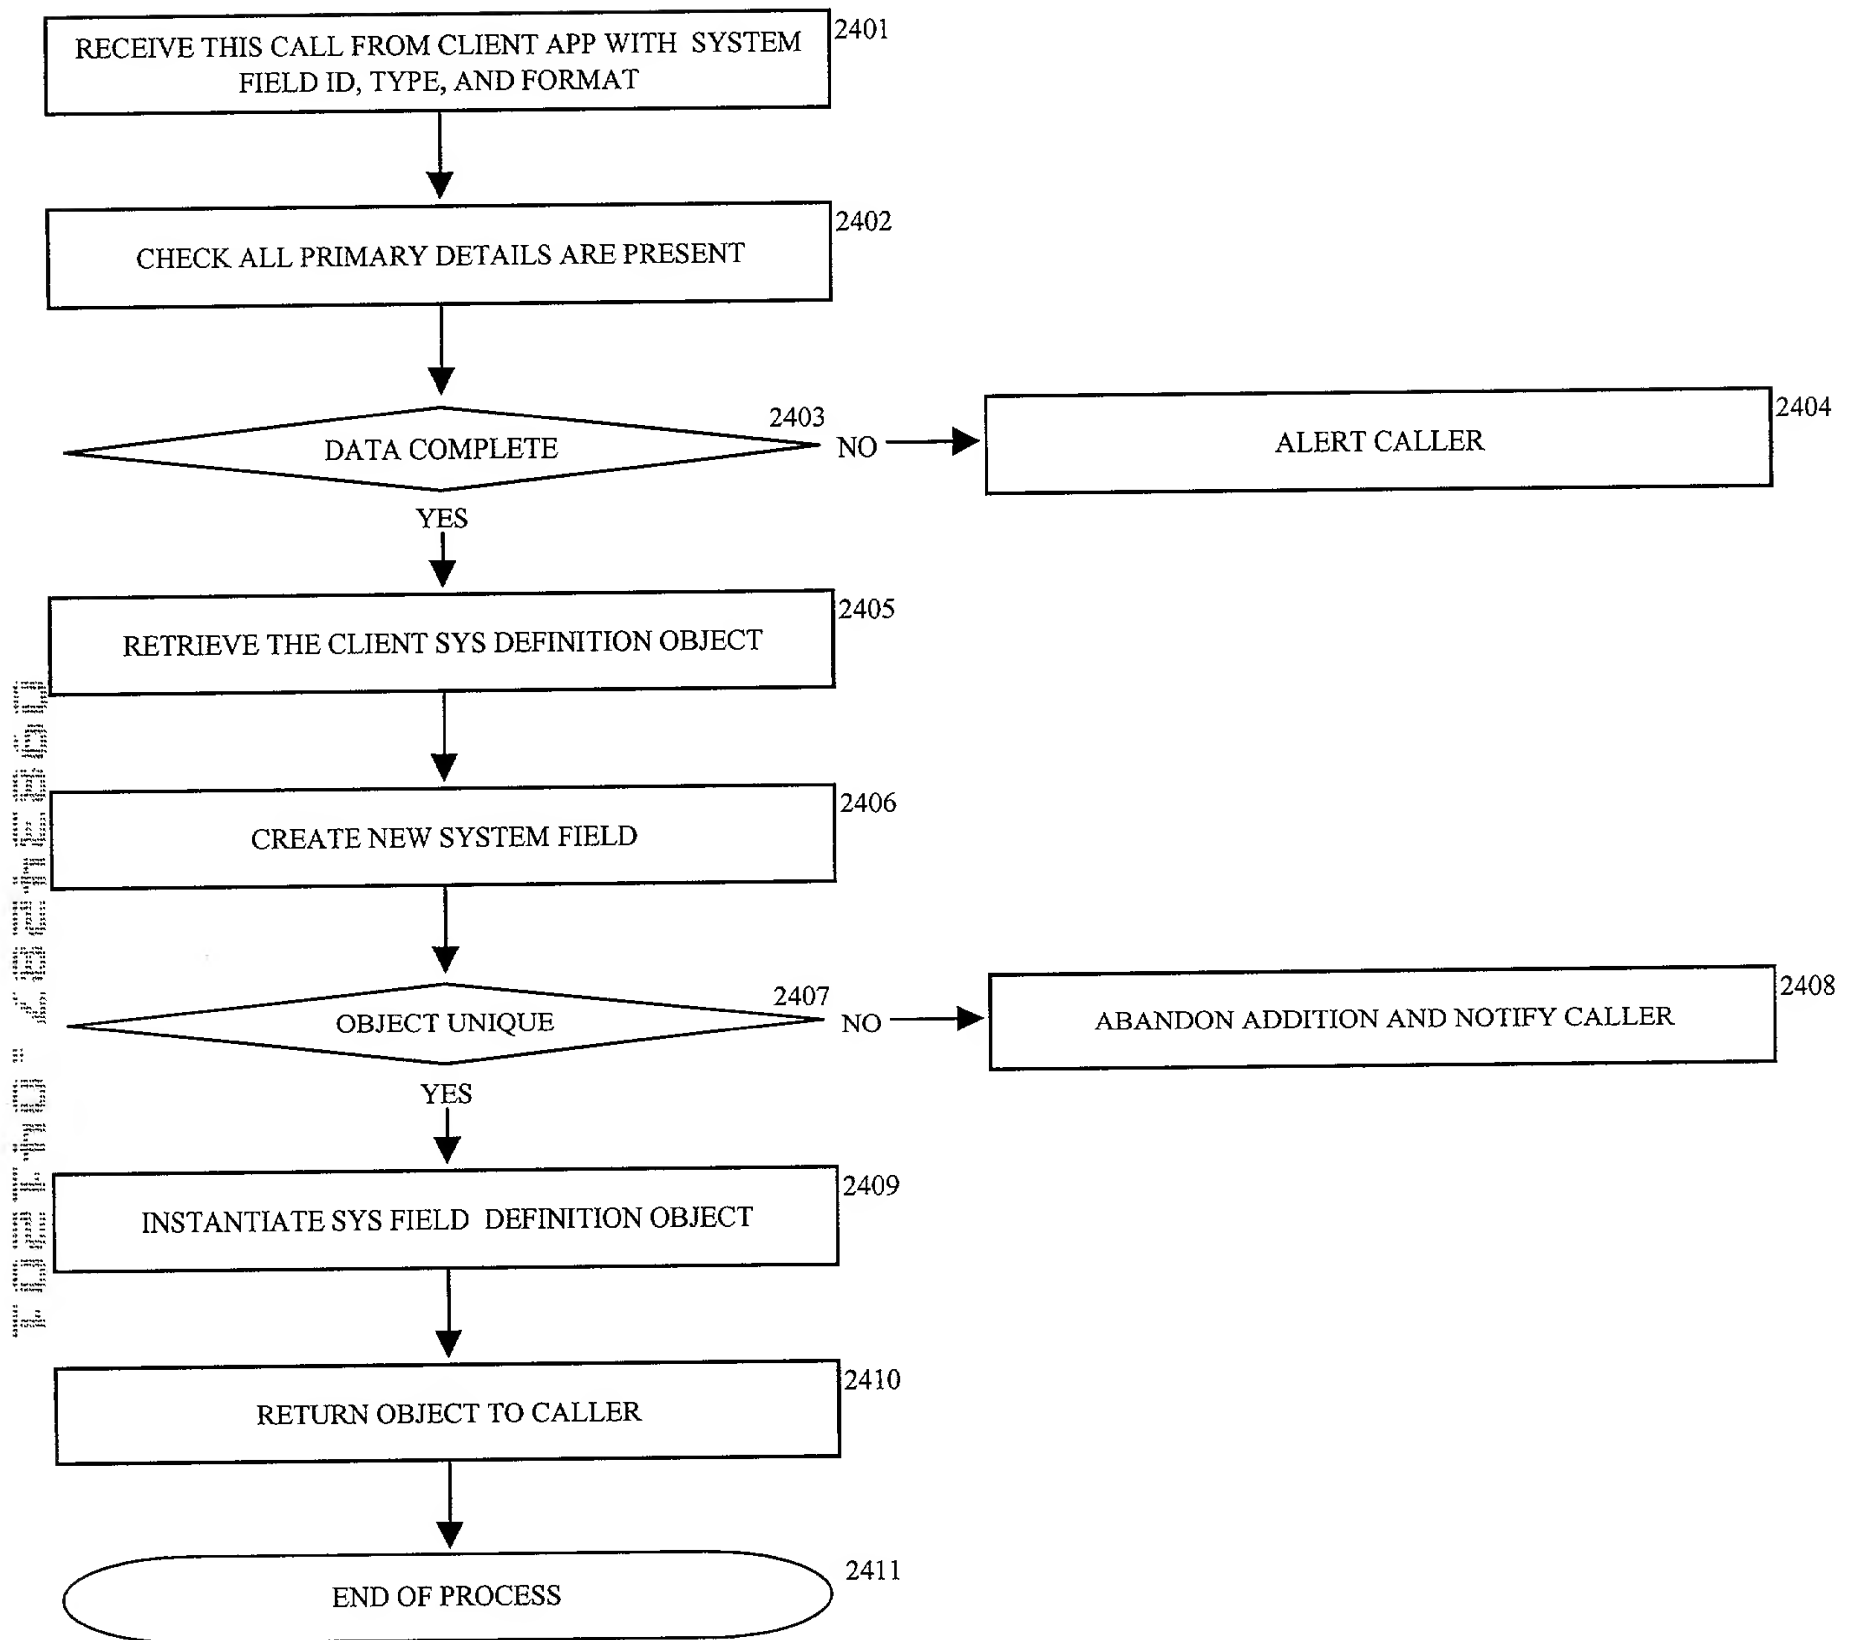 2401
RECEIVE THIS CALL FROM CLIENT APP WITH SYSTEM
FIELD ID, TYPE, AND FORMAT
2402
CHECK ALL PRIMARY DETAILS ARE PRESENT
2403
DATA COMPLETE
NO
2404
ALERT CALLER
YES
2405
RETRIEVE THE CLIENT SYS DEFINITION OBJECT
2406
CREATE NEW SYSTEM FIELD
2407
OBJECT UNIQUE
NO
2408
ABANDON ADDITION AND NOTIFY CALLER
YES
2409
INSTANTIATE SYS FIELD DEFINITION OBJECT
2410
RETURN OBJECT TO CALLER
2411
END OF PROCESS